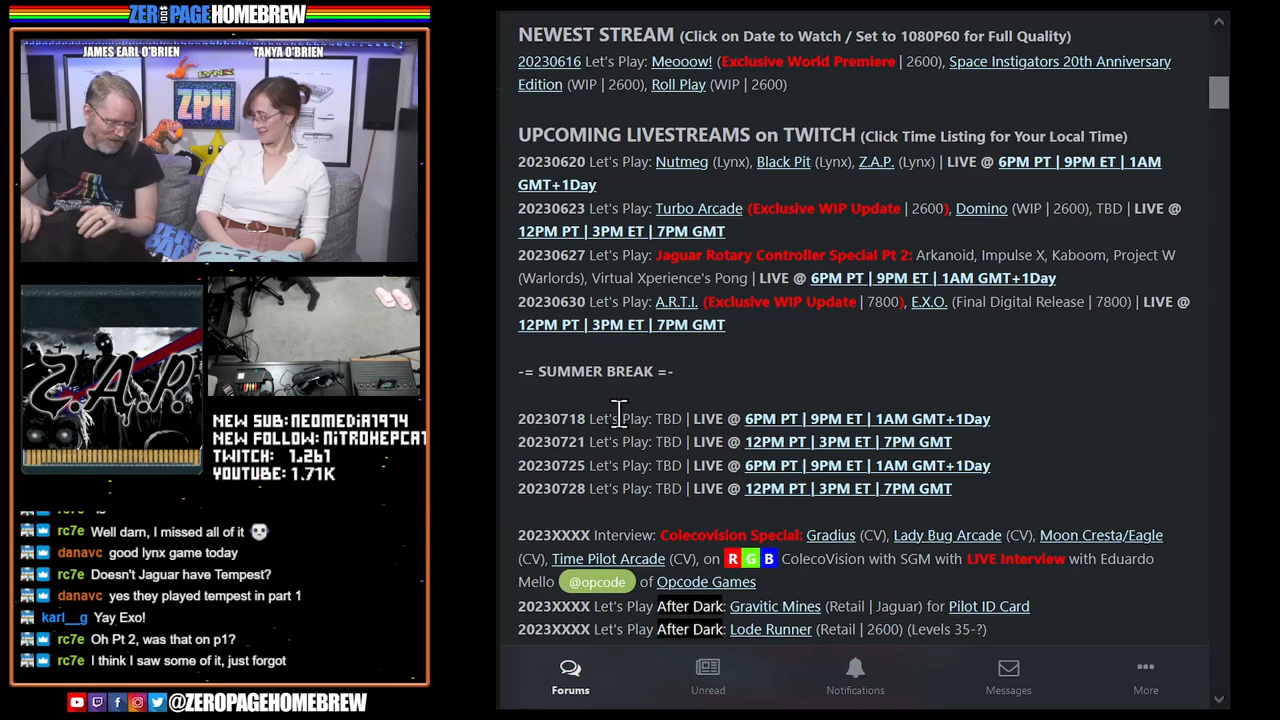 ZEROPAGE HOMEBREW
JAMES EARL O'BRIEN
TANYA O'BRIEN
LYNX
ZPH
Z.A.P.
NEW SUB:NEOMEDIA1974
NEW FOLLOW:NITROHEPCAT
TWITCH: 1,261
YOUTUBE: 1.71K
rc7e Well darn, I missed all of it
danavc good lynx game today
rc7e Doesn't Jaguar have Tempest?
danavc yes they played tempest in part 1
karl__g Yay Exo!
rc7e Oh Pt 2, was that on p1?
rc7e I think I saw some of it, just forgot
@ZEROPAGEHOMEBREW
NEWEST STREAM (Click on Date to Watch / Set to 1080P60 for Full Quality)
20230616 Let's Play: Meooow! (Exclusive World Premiere | 2600), Space Instigators 20th Anniversary
Edition (WIP | 2600), Roll Play (WIP | 2600)
UPCOMING LIVESTREAMS on TWITCH (Click Time Listing for Your Local Time)
20230620 Let's Play: Nutmeg (Lynx), Black Pit (Lynx), Z.A.P. (Lynx) | LIVE @ 6PM PT | 9PM ET | 1AM
GMT+1Day
20230623 Let's Play: Turbo Arcade (Exclusive WIP Update | 2600), Domino (WIP | 2600), TBD | LIVE @
12PM PT | 3PM ET | 7PM GMT
20230627 Let's Play: Jaguar Rotary Controller Special Pt 2: Arkanoid, Impulse X, Kaboom, Project W
(Warlords), Virtual Xperience's Pong | LIVE @ 6PM PT | 9PM ET | 1AM GMT+1Day
20230630 Let's Play: A.R.T.I. (Exclusive WIP Update | 7800), E.X.O. (Final Digital Release | 7800) | LIVE @
12PM PT | 3PM ET | 7PM GMT
-= SUMMER BREAK =-
20230718 Let's Play: TBD | LIVE @ 6PM PT | 9PM ET | 1AM GMT+1Day
20230721 Let's Play: TBD | LIVE @ 12PM PT | 3PM ET | 7PM GMT
20230725 Let's Play: TBD | LIVE @ 6PM PT | 9PM ET | 1AM GMT+1Day
20230728 Let's Play: TBD | LIVE @ 12PM PT | 3PM ET | 7PM GMT
2023XXXX Interview: Colecovision Special: Gradius (CV), Lady Bug Arcade (CV), Moon Cresta/Eagle
(CV), Time Pilot Arcade (CV), on R G B ColecoVision with SGM with LIVE Interview with Eduardo
Mello @opcode of Opcode Games
2023XXXX Let's Play After Dark: Gravitic Mines (Retail | Jaguar) for Pilot ID Card
2023XXXX Let's Play After Dark: Lode Runner (Retail | 2600) (Levels 35-?)
Forums
Unread
Notifications
Messages
More